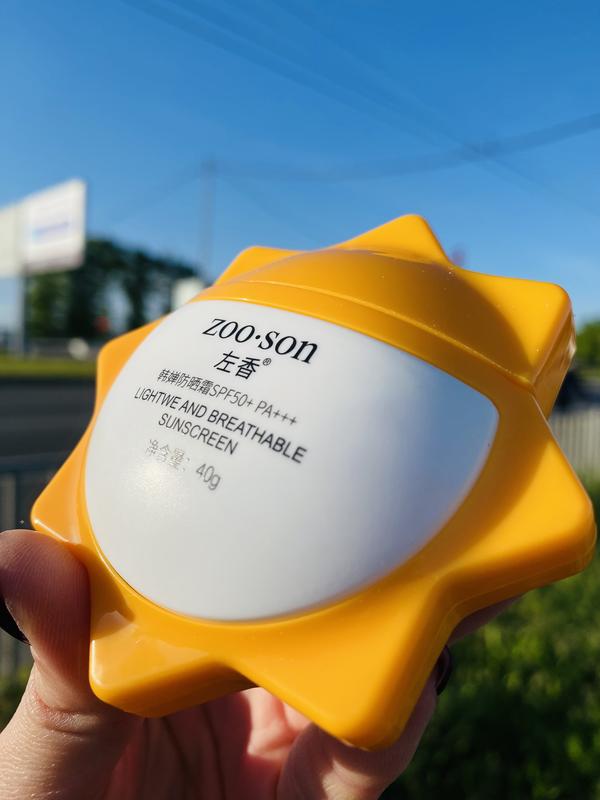 zoo·son
左香®
韩婵防晒霜SPF50+ PA+++
LIGHTWE AND BREATHABLE
SUNSCREEN
净含量: 40g